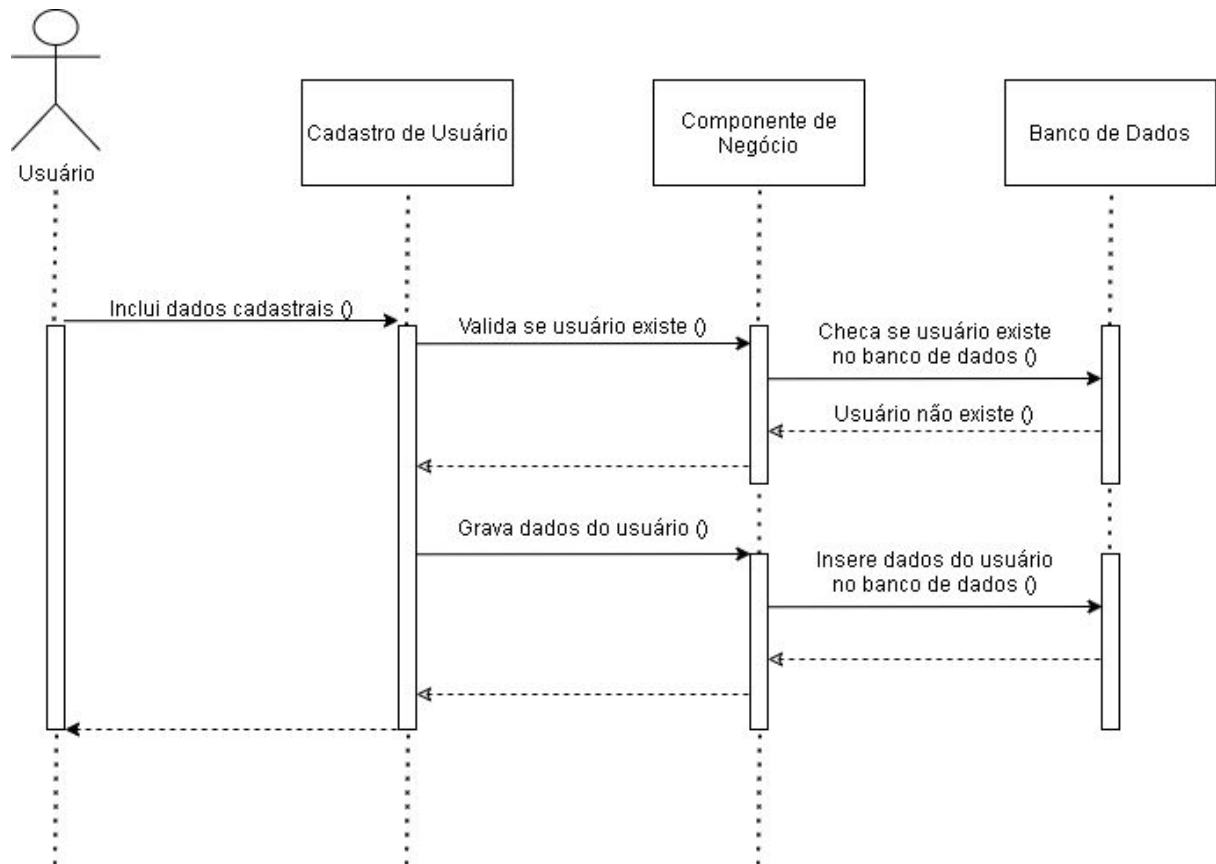 Usuário
Cadastro de Usuário
Componente de
Negócio
Banco de Dados
Inclui dados cadastrais ()
Valida se usuário existe ()
Checa se usuário existe
no banco de dados ()
Usuário não existe ()
Grava dados do usuário ()
Insere dados do usuário
no banco de dados ()